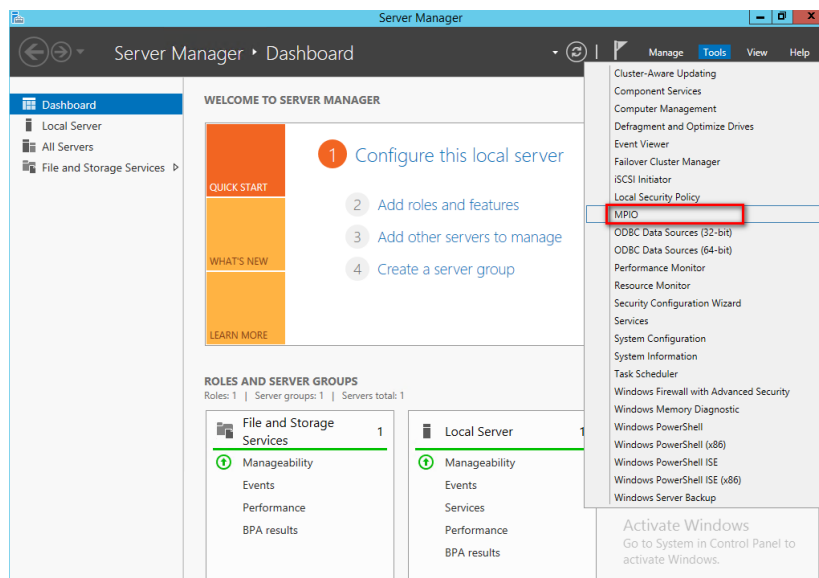 Server Manager
Server Manager • Dashboard
Manage Tools View Help
Dashboard
Local Server
All Servers
File and Storage Services
WELCOME TO SERVER MANAGER
QUICK START
WHAT'S NEW
LEARN MORE
1 Configure this local server
2 Add roles and features
3 Add other servers to manage
4 Create a server group
ROLES AND SERVER GROUPS
Roles: 1 | Server groups: 1 | Servers total: 1
File and Storage
Services
1
Manageability
Events
Performance
BPA results
Local Server
1
Manageability
Events
Services
Performance
BPA results
Cluster-Aware Updating
Component Services
Computer Management
Defragment and Optimize Drives
Event Viewer
Failover Cluster Manager
iSCSI Initiator
Local Security Policy
MPIO
ODBC Data Sources (32-bit)
ODBC Data Sources (64-bit)
Performance Monitor
Resource Monitor
Security Configuration Wizard
Services
System Configuration
System Information
Task Scheduler
Windows Firewall with Advanced Security
Windows Memory Diagnostic
Windows PowerShell
Windows PowerShell (x86)
Windows PowerShell ISE
Windows PowerShell ISE (x86)
Windows Server Backup
Activate Windows
Go to System in Control Panel to
activate Windows.